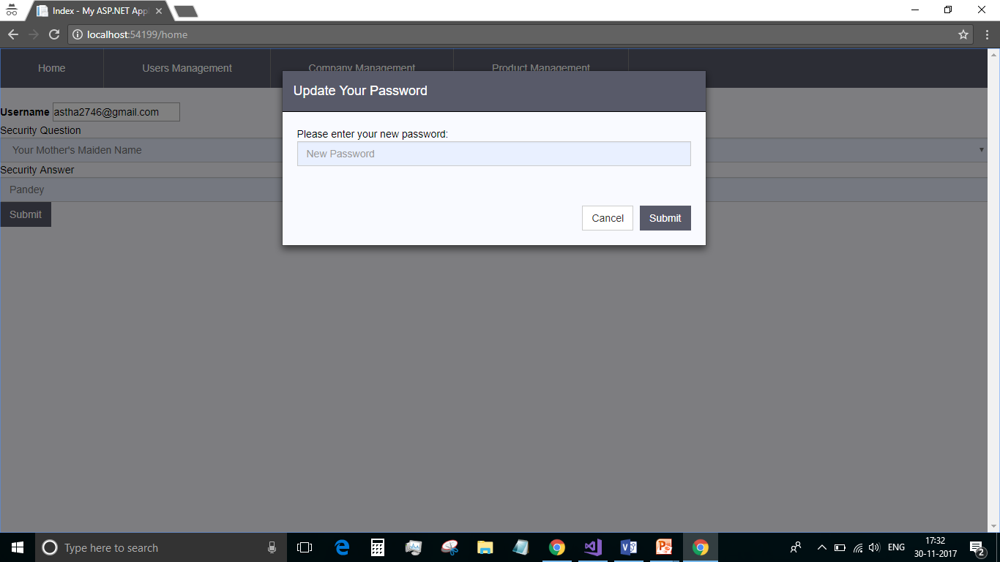 Index - My ASP.NET App
localhost:54199/home
Home Users Management Company Management Product Management
Update Your Password
Username astha2746@gmail.com
Security Question
Please enter your new password:
Your Mother's Maiden Name
New Password
Security Answer
Pandey
Submit
Cancel Submit
Type here to search
ENG
17:32
30-11-2017
2